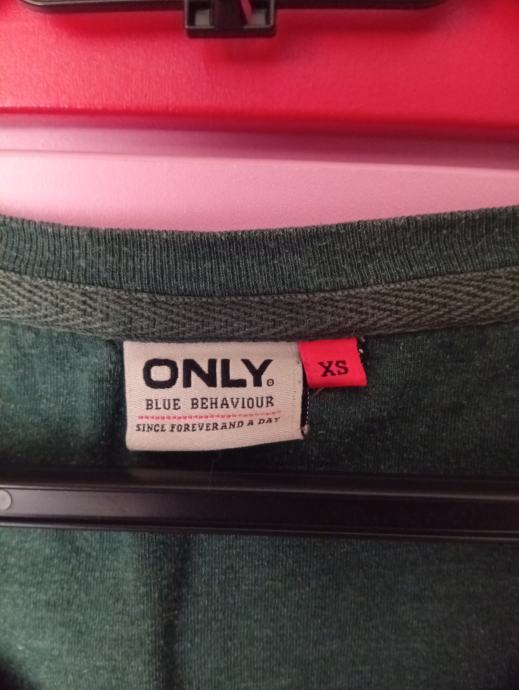 ONLY®
BLUE BEHAVIOUR
SINCE FOREVER AND A DAY
XS